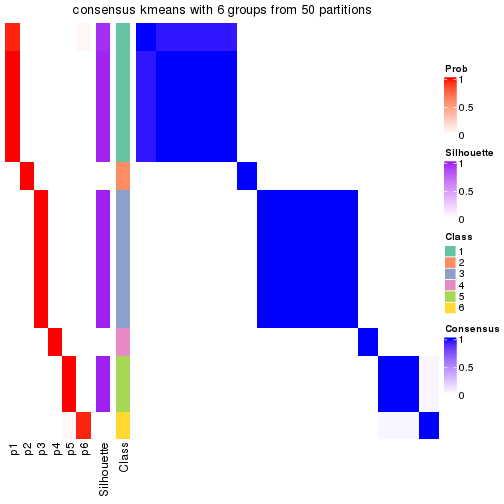 consensus kmeans with 6 groups from 50 partitions
Prob
1
0.5
0
Silhouette
1
0.5
0
Class
1
2
3
4
5
6
Consensus
1
0.5
0
p1
p2
p3
p4
p5
p6
Silhouette
Class